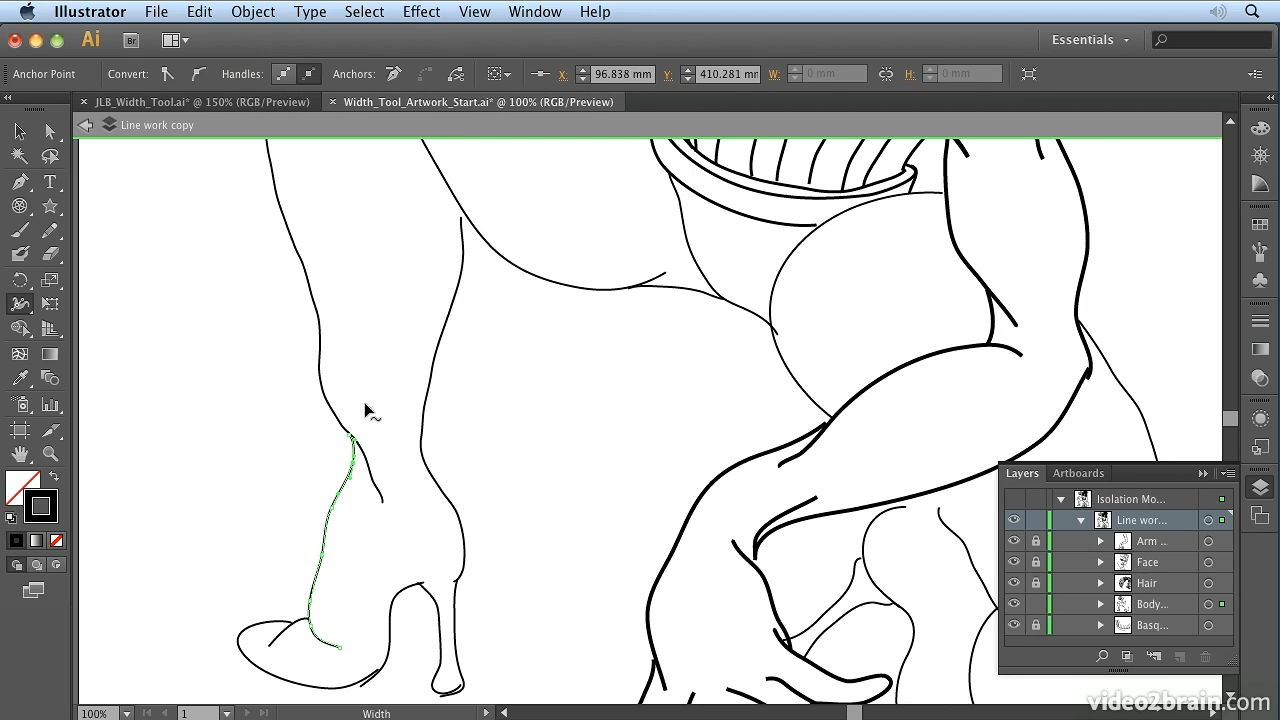 Illustrator File Edit Object Type Select Effect View Window Help
Ai Br Essentials
Anchor Point Convert: Handles: Anchors: X: 96.838 mm Y: 410.281 mm W: 0 mm H: 0 mm
JLB_Width_Tool.ai* @ 150% (RGB/Preview) Width_Tool_Artwork_Start.ai* @ 100% (RGB/Preview)
Line work copy
T
Layers Artboards
Isolation Mo...
Line wor...
Arm ...
Face
Hair
Body...
Basq...
video2brain.com
100% 1 Width